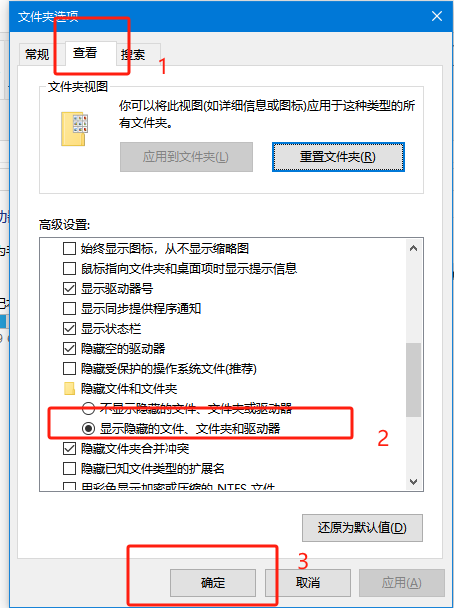 文件夹选项
常规 查看 搜索
1
文件夹视图
你可以将此视图(如详细信息或图标)应用于这种类型的所
有文件夹。
应用到文件夹(L) 重置文件夹(R)
高级设置:
始终显示图标，从不显示缩略图
鼠标指向文件夹和桌面项时显示提示信息
显示驱动器号
显示同步提供程序通知
显示状态栏
隐藏空的驱动器
隐藏受保护的操作系统文件(推荐)
隐藏文件和文件夹
不显示隐藏的文件、文件夹或驱动器
显示隐藏的文件、文件夹和驱动器
2
隐藏文件夹合并冲突
隐藏已知文件类型的扩展名
用彩色显示加密或压缩的 NTFS 文件
还原为默认值(D)
3
确定 取消 应用(A)